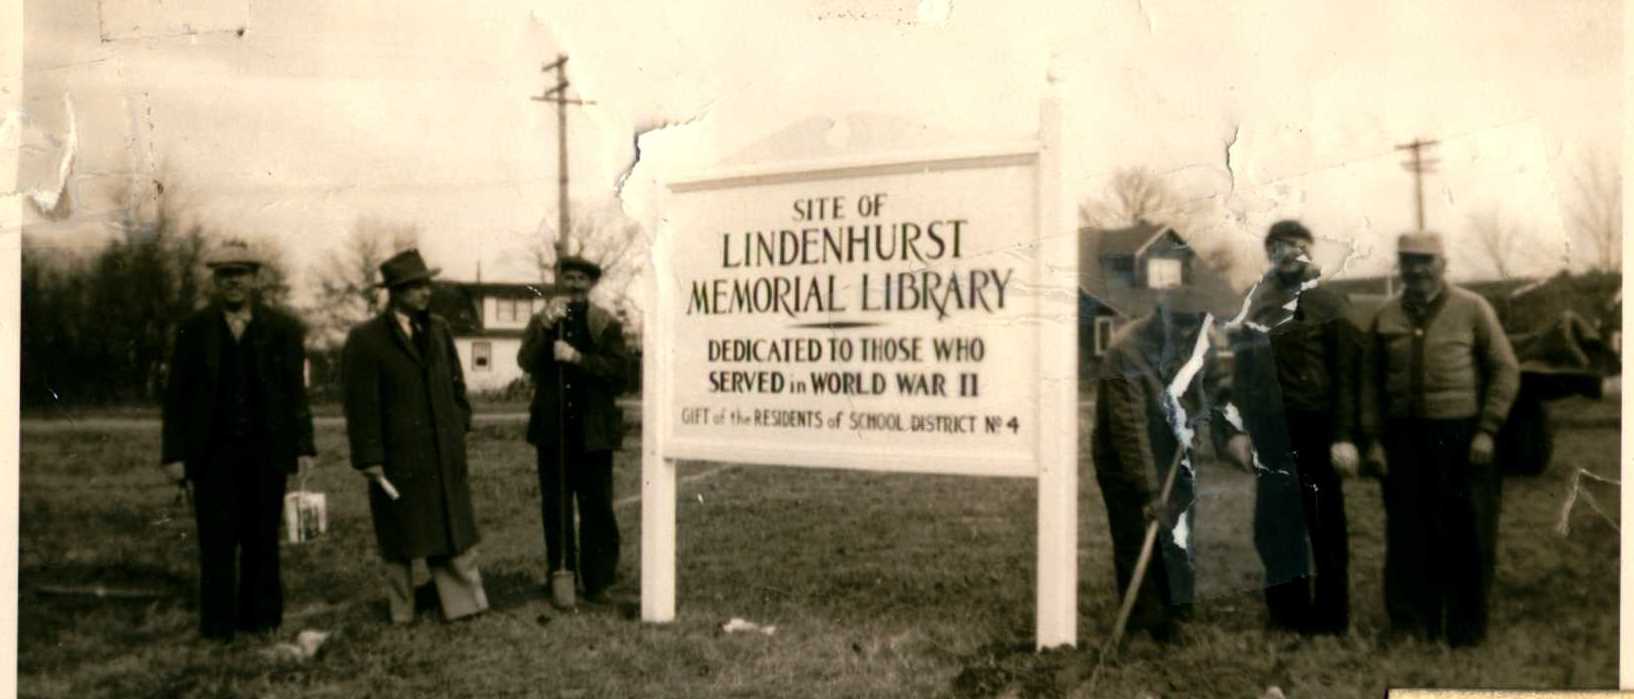 SITE OF
LINDENHURST
MEMORIAL LIBRARY
DEDICATED TO THOSE WHO
SERVED in WORLD WAR II
GIFT of the RESIDENTS of SCHOOL DISTRICT Nº 4